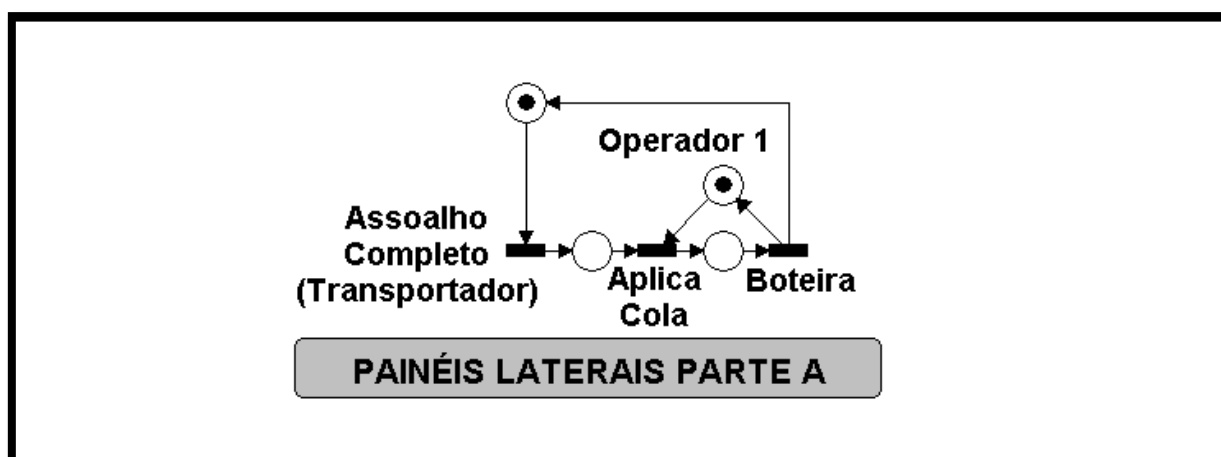 Operador 1
Assoalho
Completo
(Transportador)
Aplica
Cola
Boteira
PAINÉIS LATERAIS PARTE A